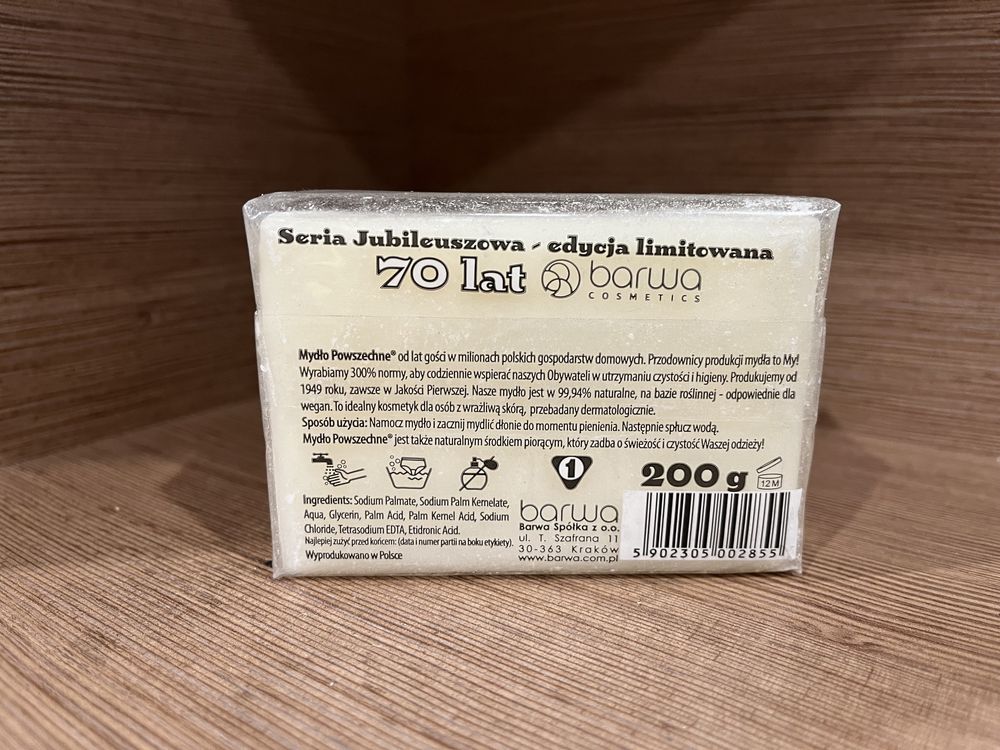 Seria Jubileuszowa - edycja limitowana
70 lat barwa
COSMETICS
Mydło Powszechne® od lat gości w milionach polskich gospodarstw domowych. Przodownicy produkcji mydła to My!
Wyrabiamy 300% normy, aby codziennie wspierać naszych Obywateli w utrzymaniu czystości i higieny. Produkujemy od
1949 roku, zawsze w Jakości Pierwszej. Nasze mydło jest w 99,94% naturalne, na bazie roślinnej - odpowiednie dla
wegan. To idealny kosmetyk dla osób z wrażliwą skórą, przebadany dermatologicznie.
Sposób użycia: Namocz mydło i zacznij mydlić dłonie do momentu pienienia. Następnie spłucz wodą.
Mydło Powszechne® jest także naturalnym środkiem piorącym, który zadba o świeżość i czystość Waszej odzieży!
1
200 g
12 M
Ingredients: Sodium Palmate, Sodium Palm Kernelate,
Aqua, Glycerin, Palm Acid, Palm Kernel Acid, Sodium
Chloride, Tetrasodium EDTA, Etidronic Acid.
Najlepiej zużyć przed końcem: (data i numer partii na boku etykiety).
Wyprodukowano w Polsce
barwa
Barwa Spółka z o.o.
ul. T. Szafrana 11
30-363 Kraków
www.barwa.com.pl
5 902305 002855